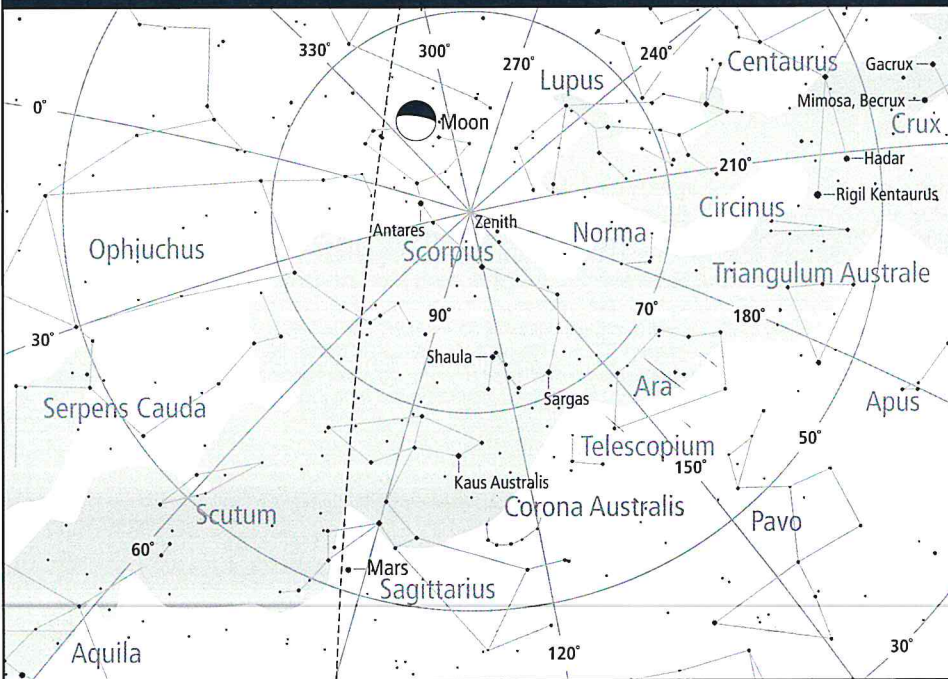 330°
300°
270°
240°
Lupus
Centaurus
Gacrux
Mimosa, Becrux
Crux
0°
Moon
210°
Hadar
Rigil Kentaurus
Circinus
Antares
Zenith
Scorpius
Norma
Ophiuchus
Triangulum Australe
30°
90°
70°
180°
Shaula
Sargas
Ara
Apus
Serpens Cauda
Telescopium
50°
150°
Kaus Australis
Corona Australis
Scutum
Pavo
60°
Mars
Sagittarius
Aquila
120°
30°